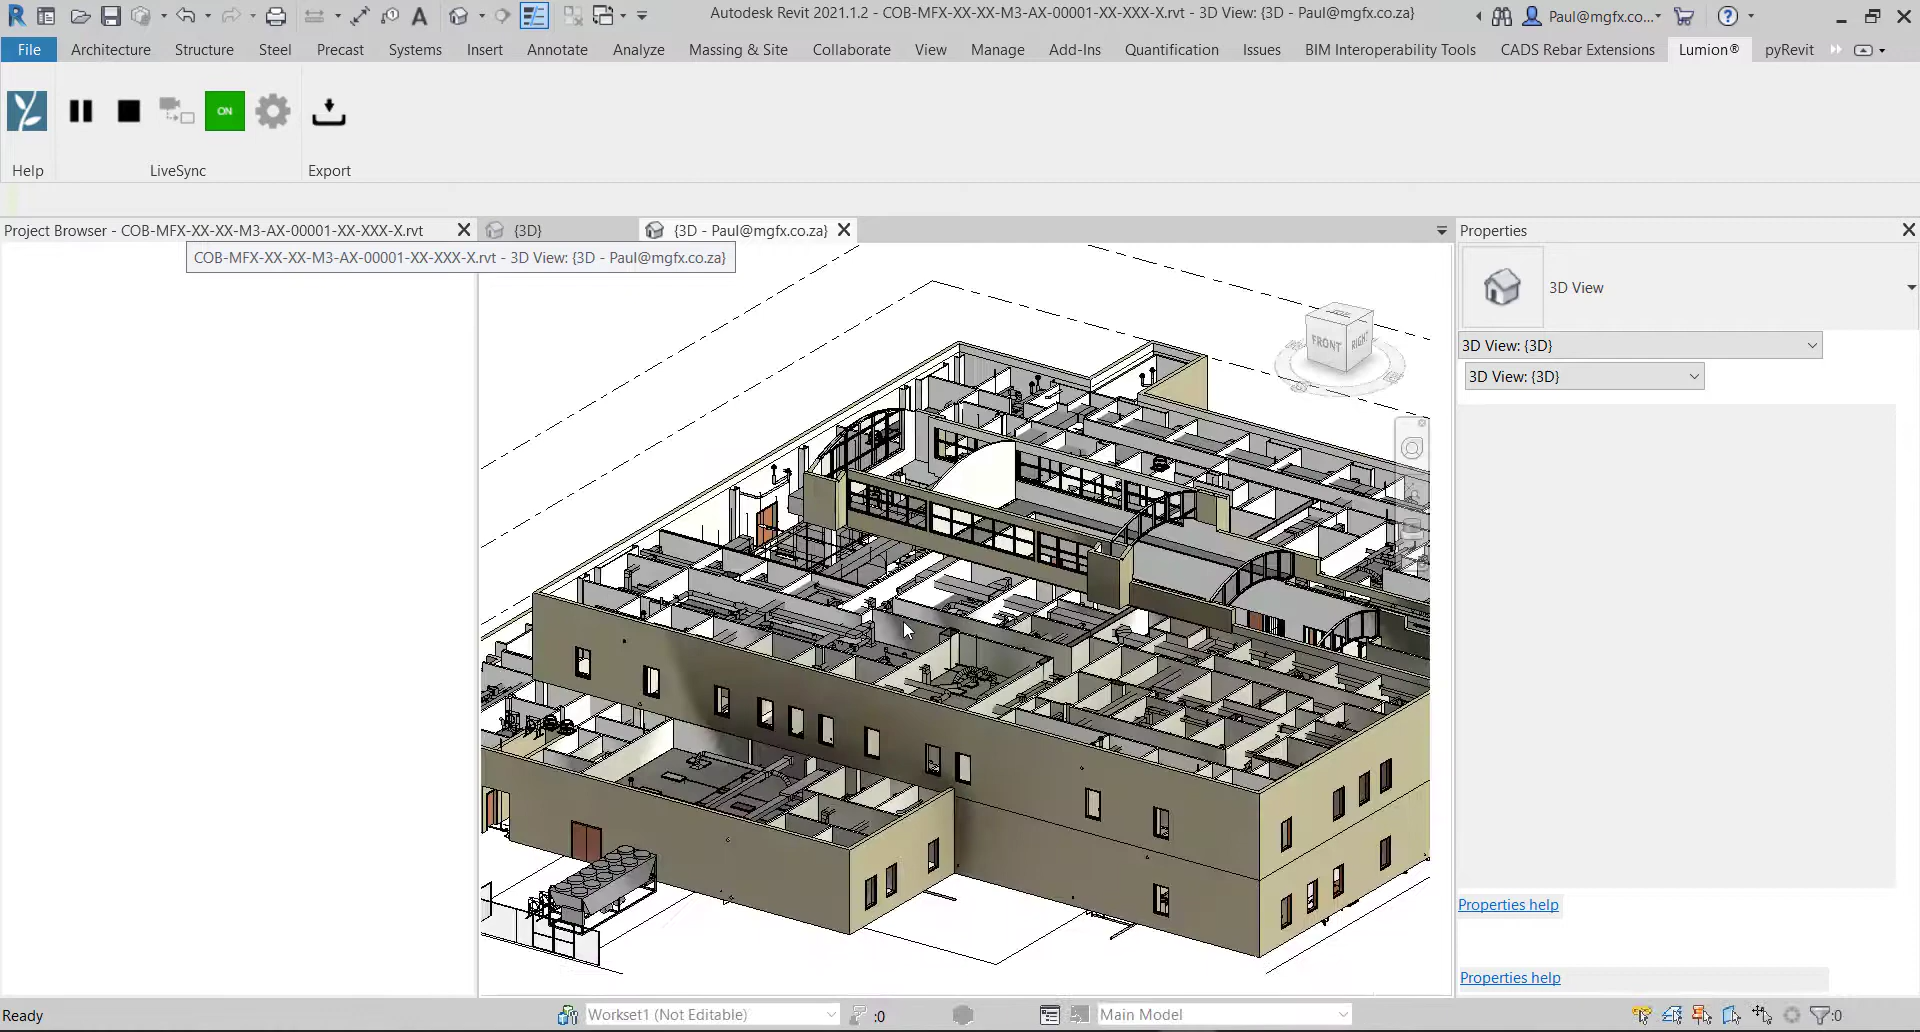 Autodesk Revit 2021.1.2 - COB-MFX-XX-XX-M3-AX-00001-XX-XXX-X.rvt - 3D View: {3D - Paul@mgfx.co.za}
Paul@mgfx.co...
File Architecture Structure Steel Precast Systems Insert Annotate Analyze Massing & Site Collaborate View Manage Add-Ins Quantification Issues BIM Interoperability Tools CADS Rebar Extensions Lumion® pyRevit
ON
Help LiveSync Export
Project Browser - COB-MFX-XX-XX-M3-AX-00001-XX-XXX-X.rvt
{3D}
{3D - Paul@mgfx.co.za}
Properties
COB-MFX-XX-XX-M3-AX-00001-XX-XXX-X.rvt - 3D View: {3D - Paul@mgfx.co.za}
3D View
FRONT RIGHT
3D View: {3D}
3D View: {3D}
Properties help
Properties help
Ready
Workset1 (Not Editable)
:0
Main Model
:0